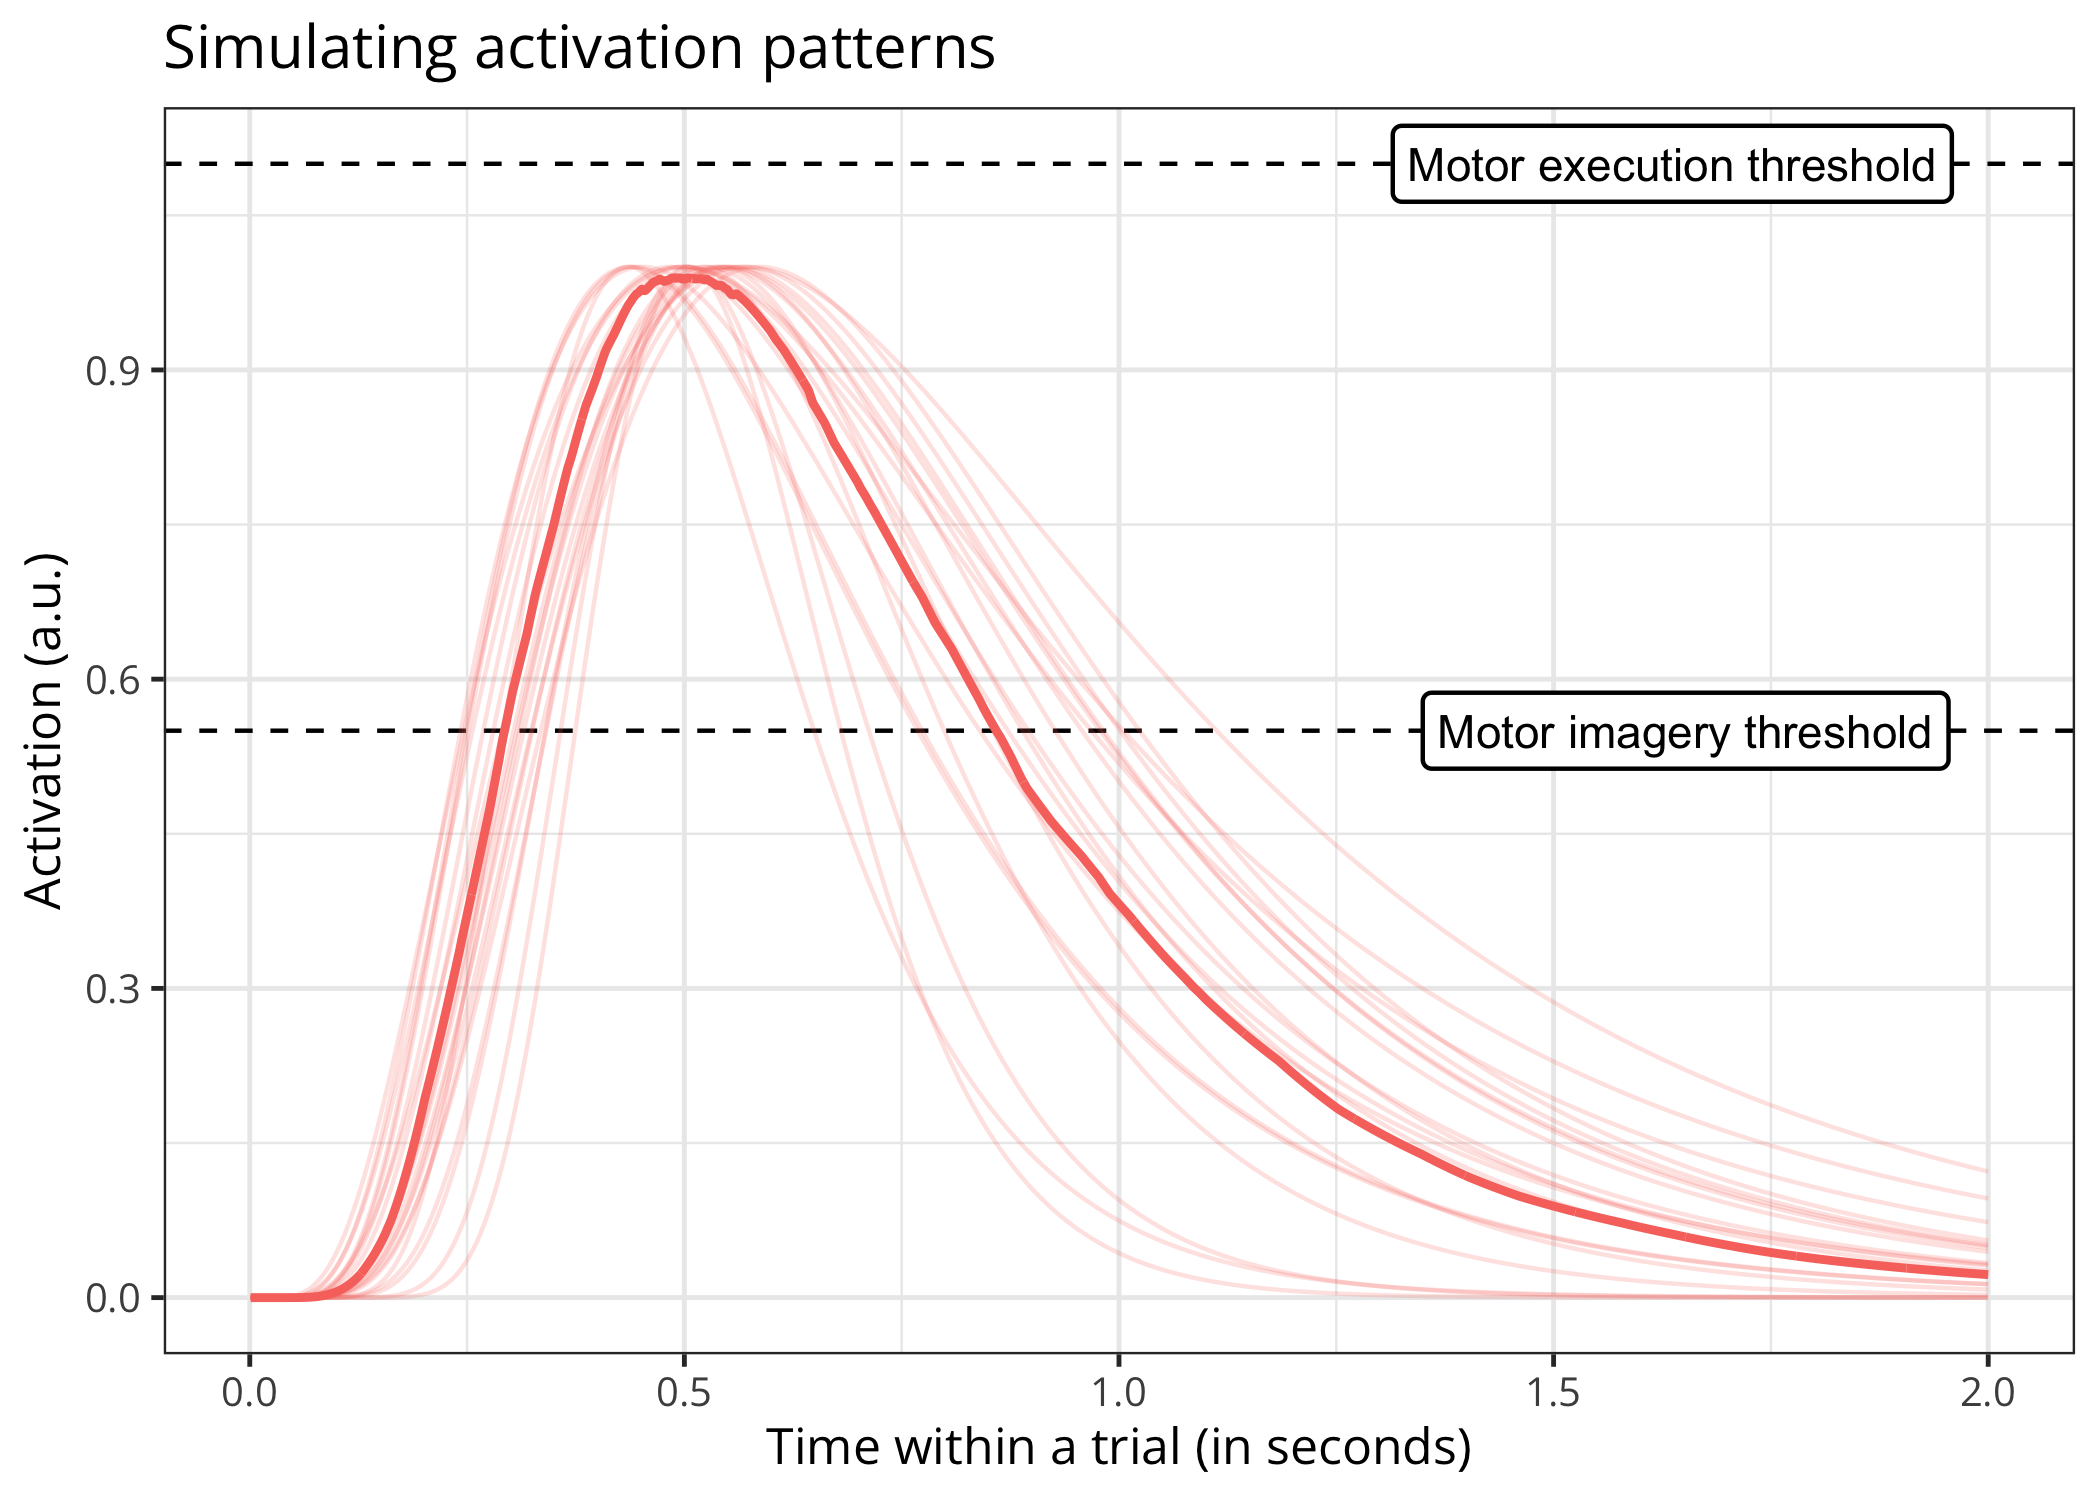 Simulating activation patterns
Motor execution threshold
0.9
0.6
Motor imagery threshold
0.3
0.0
Activation (a.u.)
0.0 0.5 1.0 1.5 2.0
Time within a trial (in seconds)